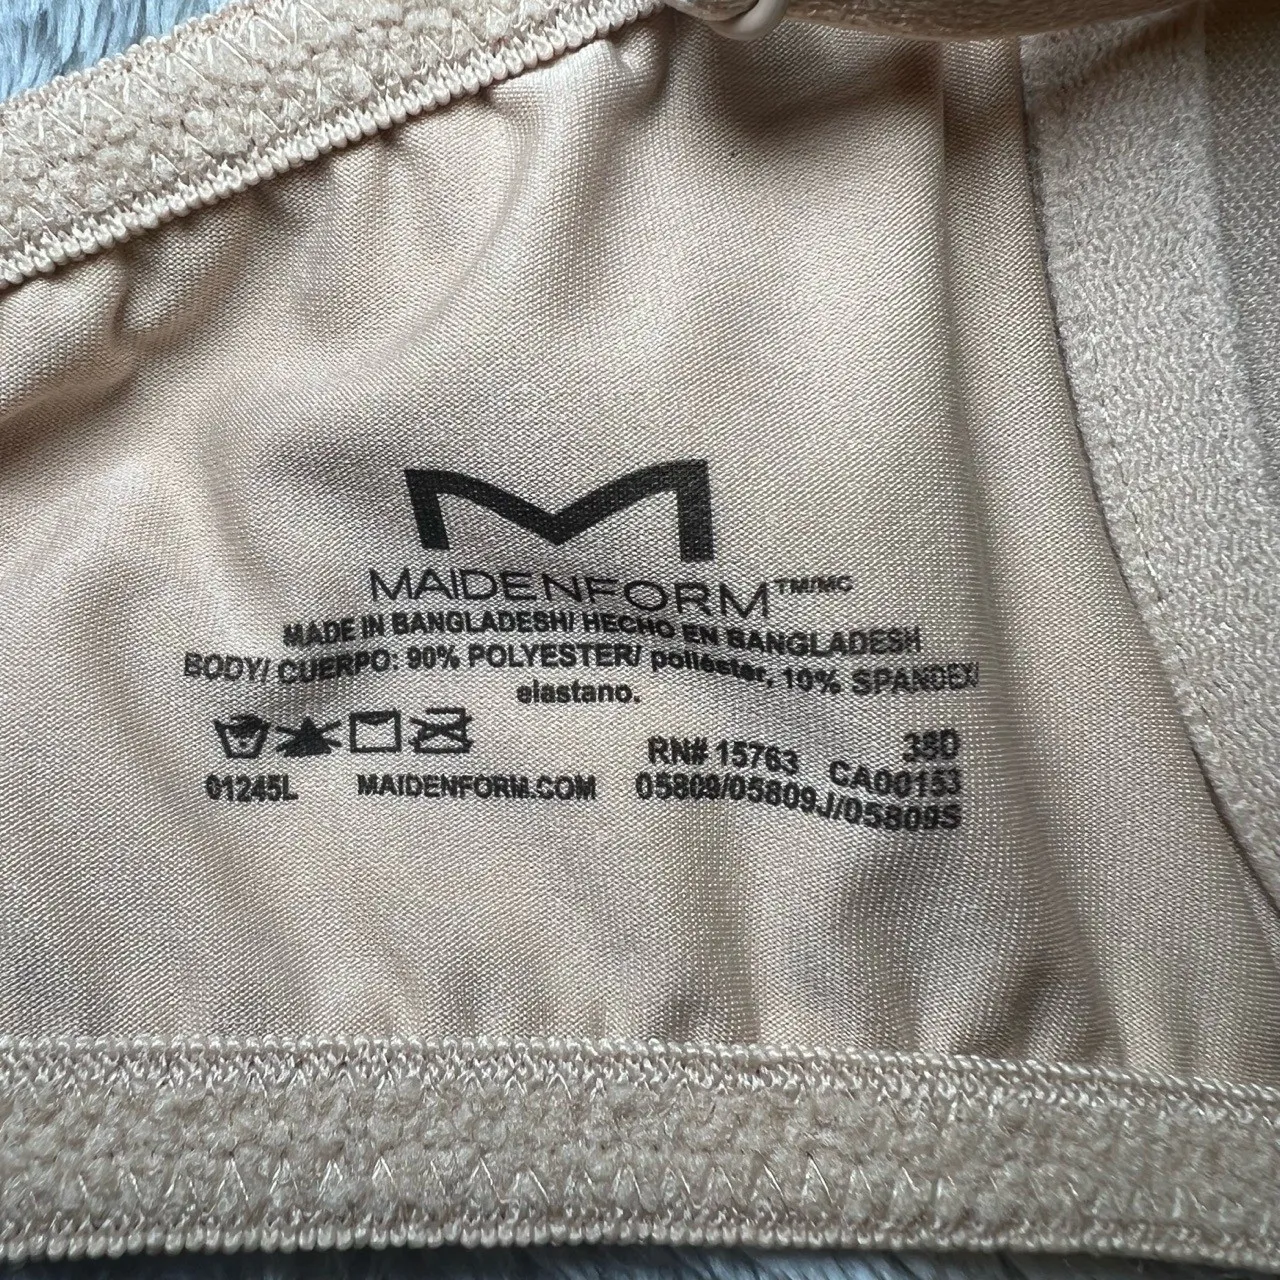 MAIDENFORM™/MC
MADE IN BANGLADESH/ HECHO EN BANGLADESH
BODY/ CUERPO: 90% POLYESTER/ poliéster, 10% SPANDEX/
elastano.
RN# 15763 38D
CA00153
01245L MAIDENFORM.COM 05809/05809J/05809S